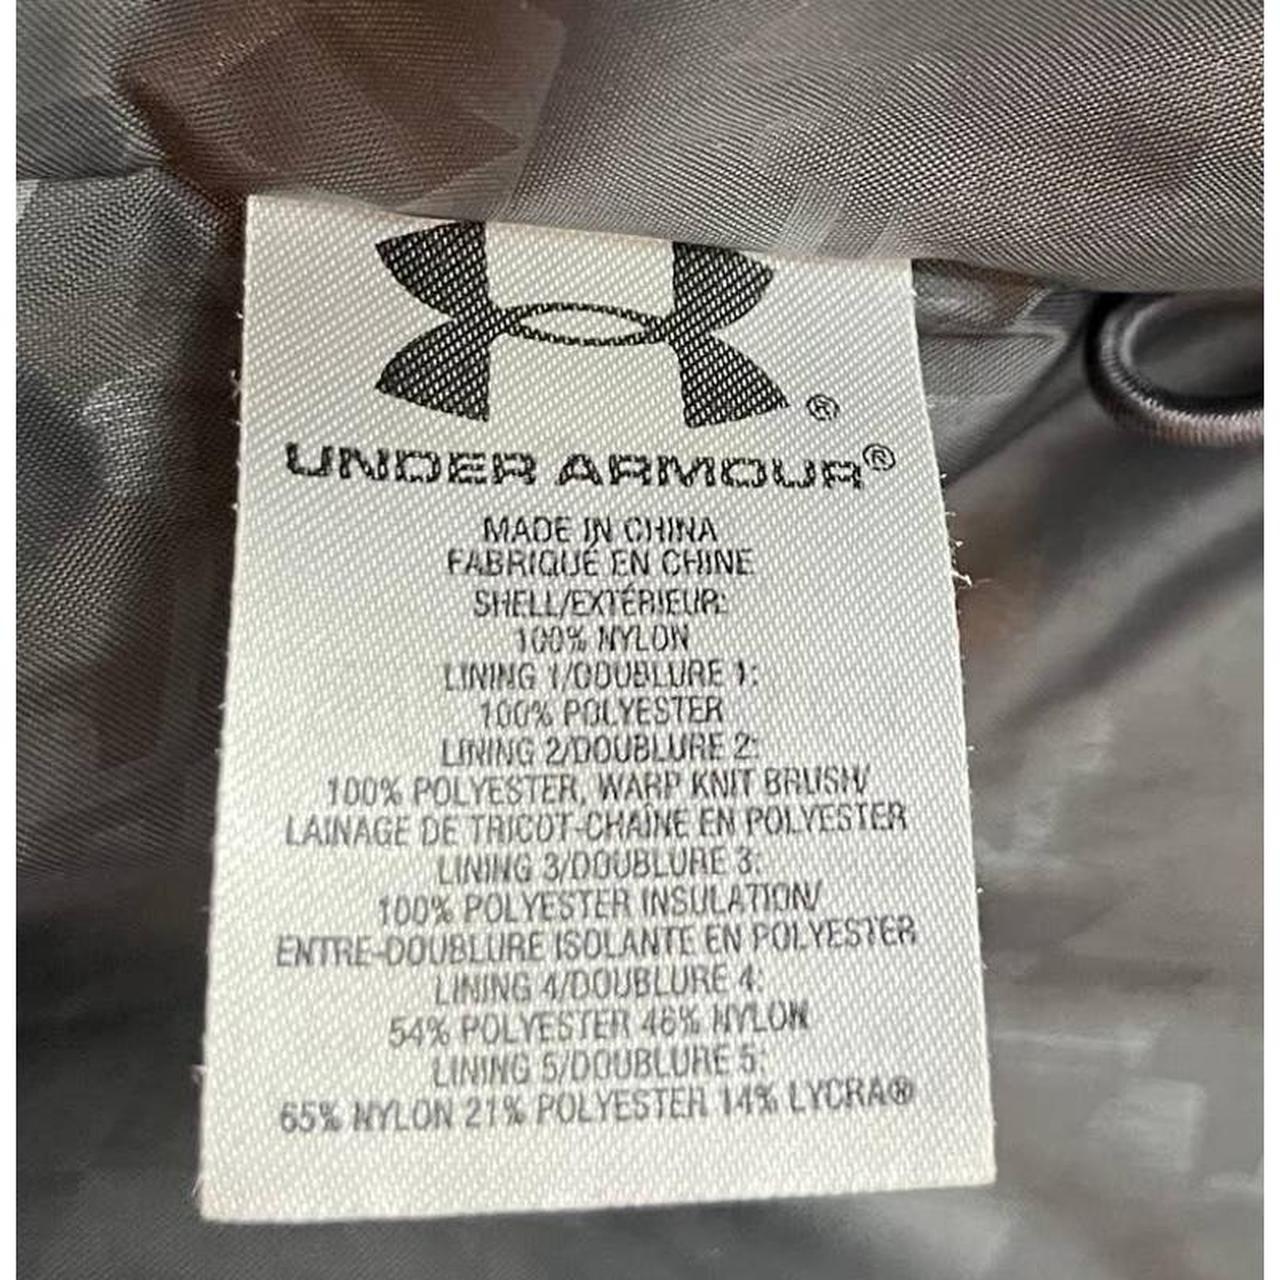 ®
UNDER ARMOUR®
MADE IN CHINA
FABRIQUÉ EN CHINE
SHELL/EXTÉRIEUR:
100% NYLON
LINING 1/DOUBLURE 1:
100% POLYESTER
LINING 2/DOUBLURE 2:
100% POLYESTER, WARP KNIT BRUSH/
LAINAGE DE TRICOT-CHAÎNE EN POLYESTER
LINING 3/DOUBLURE 3:
100% POLYESTER INSULATION/
ENTRE-DOUBLURE ISOLANTE EN POLYESTER
LINING 4/DOUBLURE 4:
54% POLYESTER 46% NYLON
LINING 5/DOUBLURE 5:
65% NYLON 21% POLYESTER 14% LYCRA®